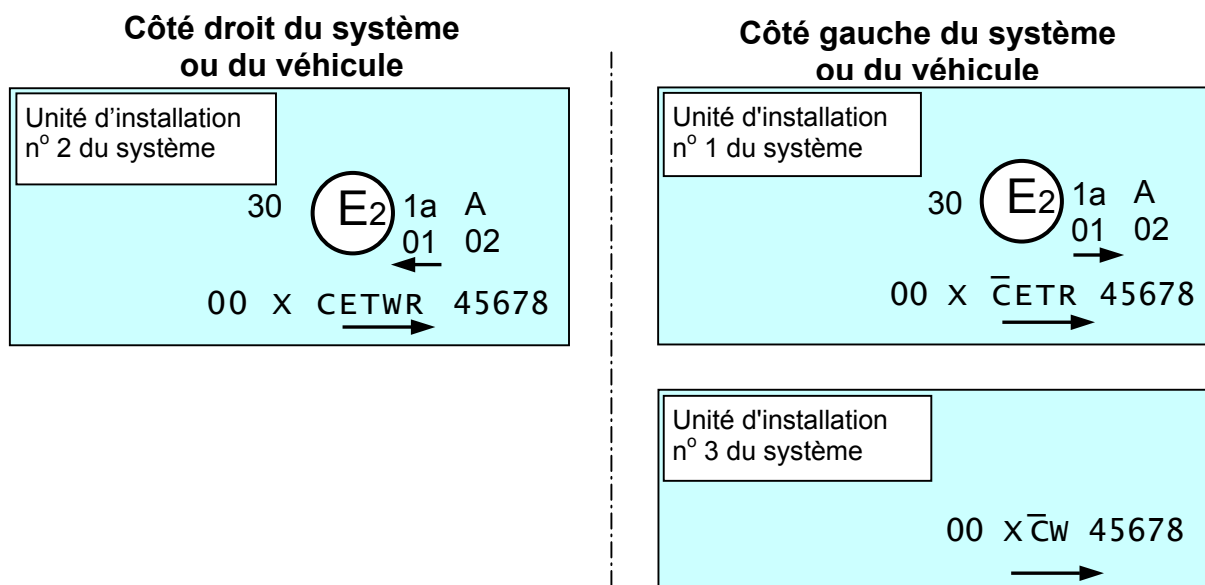 Côté droit du système
ou du véhicule
Unité d’installation
nº 2 du système
30 E2 1a A
01 02
00 X CETWR 45678
Côté gauche du système
ou du véhicule
Unité d'installation
nº 1 du système
30 E2 1a A
01 02
00 X C̅ETR 45678
Unité d'installation
nº 3 du système
00 X C̅W 45678